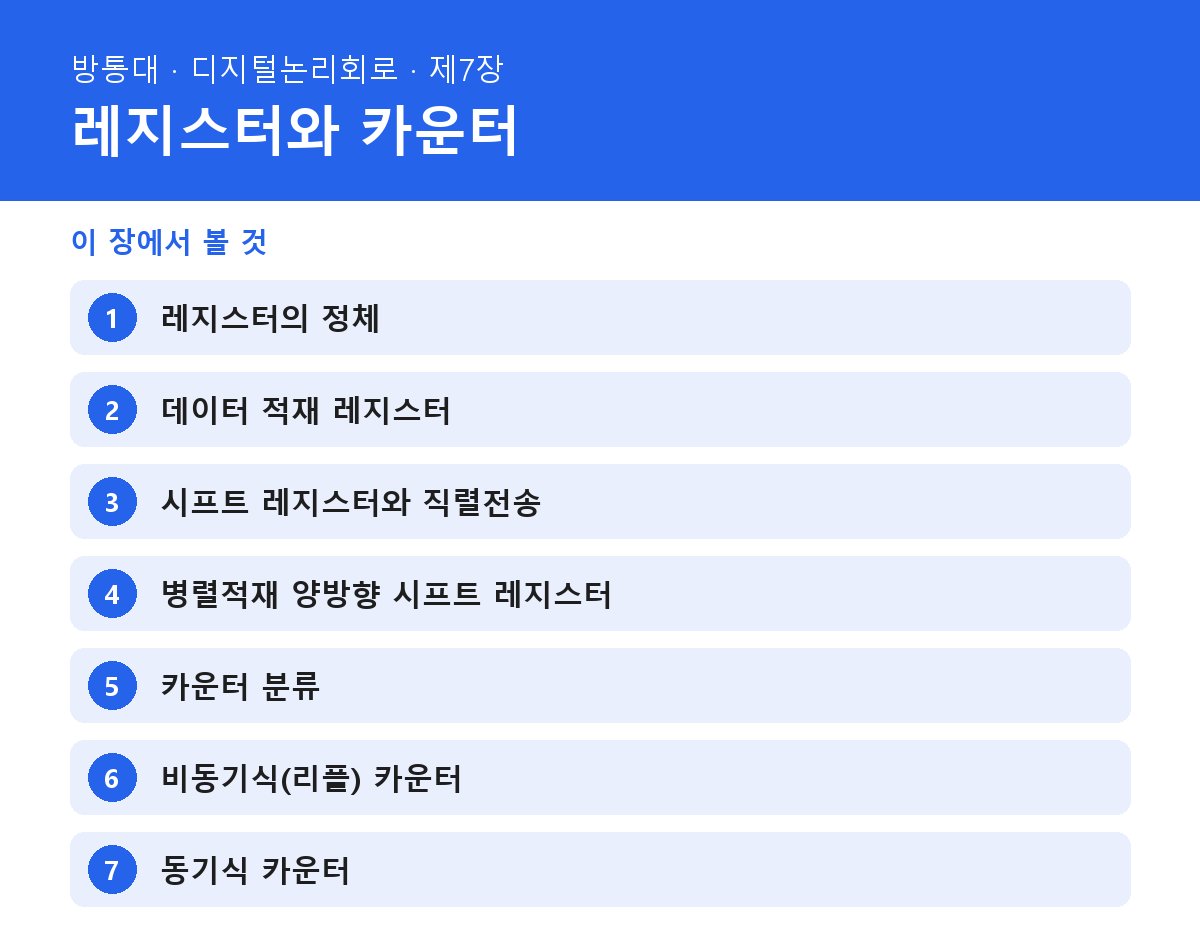 방통대 · 디지털논리회로 · 제7장
레지스터와 카운터
이 장에서 볼 것
1 레지스터의 정체
2 데이터 적재 레지스터
3 시프트 레지스터와 직렬전송
4 병렬적재 양방향 시프트 레지스터
5 카운터 분류
6 비동기식(리플) 카운터
7 동기식 카운터